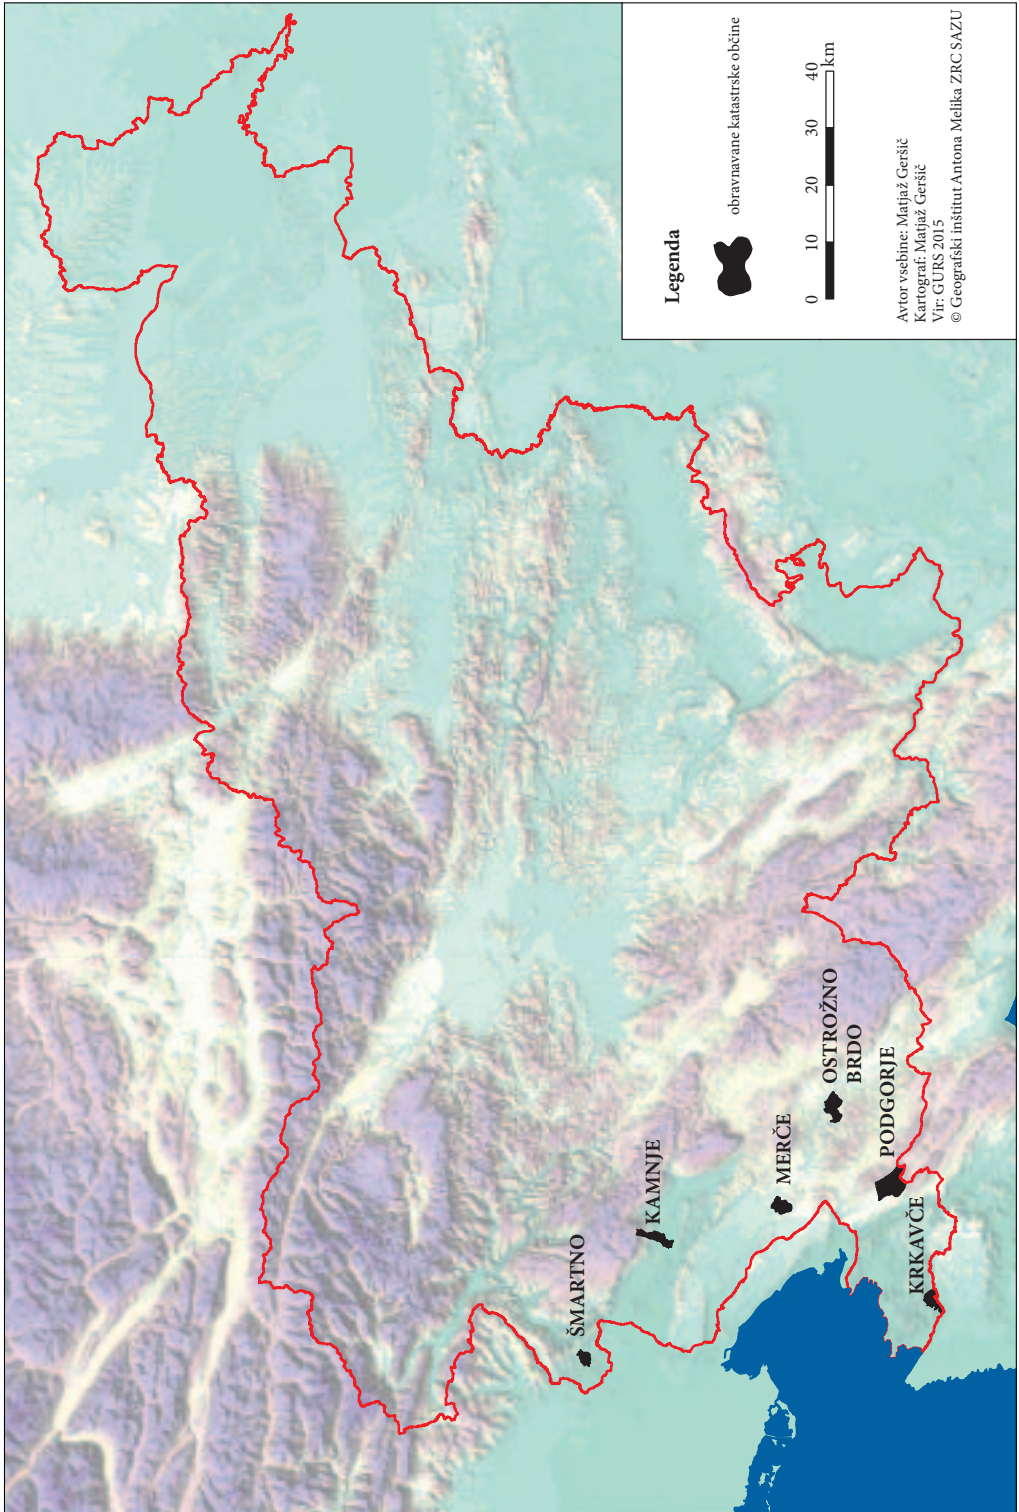 Legenda
obravnavane katastrske občine
0 10 20 30 40
km
Avtor vsebine: Matjaž Geršič
Kartograf: Matjaž Geršič
Vir: GURS 2015
© Geografski inštitut Antona Melika ZRC SAZU
ŠMARTNO
KAMNJE
MERČE
OSTROŽNO
BRDO
PODGORJE
KRKAVČE